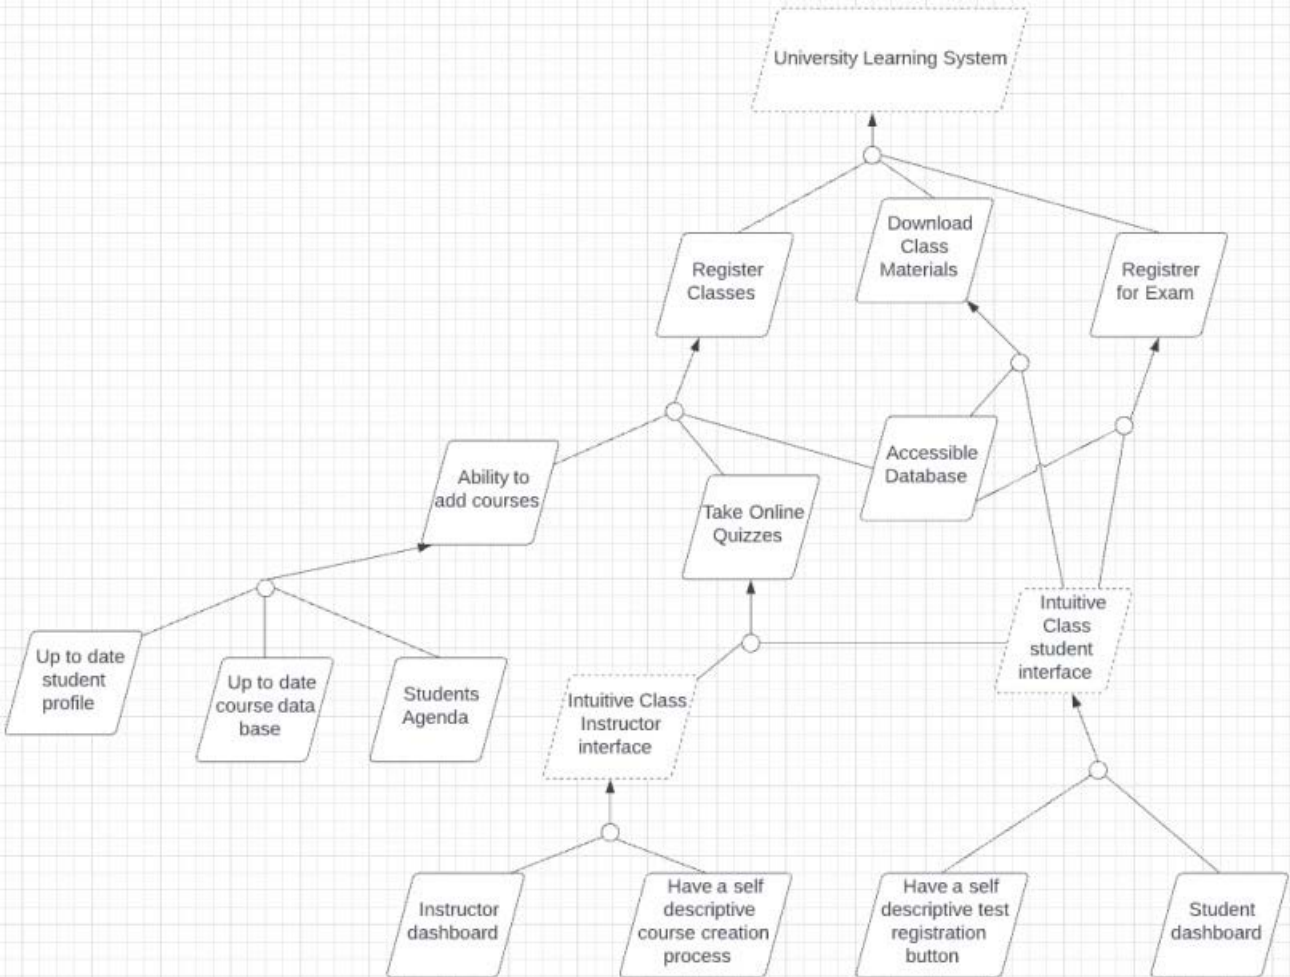 University Learning System
Download
Class
Materials
Register
Classes
Registrer
for Exam
Accessible
Database
Ability to
add courses
Take Online
Quizzes
Intuitive
Class
student
interface
Up to date
student
profile
Up to date
course data
base
Students
Agenda
Intuitive Class
Instructor
interface
Instructor
dashboard
Have a self
descriptive
course creation
process
Have a self
descriptive test
registration
button
Student
dashboard